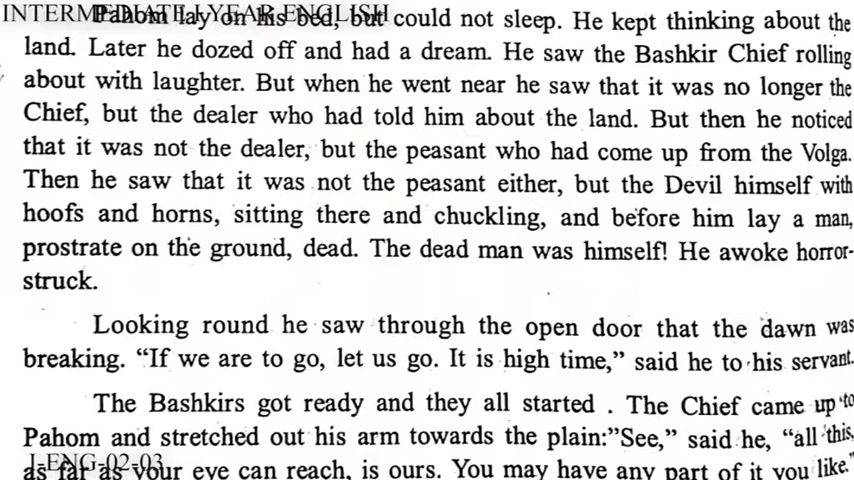 INTERMEDIATE I YEAR ENGLISH
Pahom lay on his bed, but could not sleep. He kept thinking about the
land. Later he dozed off and had a dream. He saw the Bashkir Chief rolling
about with laughter. But when he went near he saw that it was no longer the
Chief, but the dealer who had told him about the land. But then he noticed
that it was not the dealer, but the peasant who had come up from the Volga.
Then he saw that it was not the peasant either, but the Devil himself with
hoofs and horns, sitting there and chuckling, and before him lay a man,
prostrate on the ground, dead. The dead man was himself! He awoke horror-
struck.
Looking round he saw through the open door that the dawn was
breaking. “If we are to go, let us go. It is high time,” said he to his servant.
The Bashkirs got ready and they all started . The Chief came up to
Pahom and stretched out his arm towards the plain:”See,” said he, “all this,
as far as your eye can reach, is ours. You may have any part of it you like.”
J-ENG-02-03